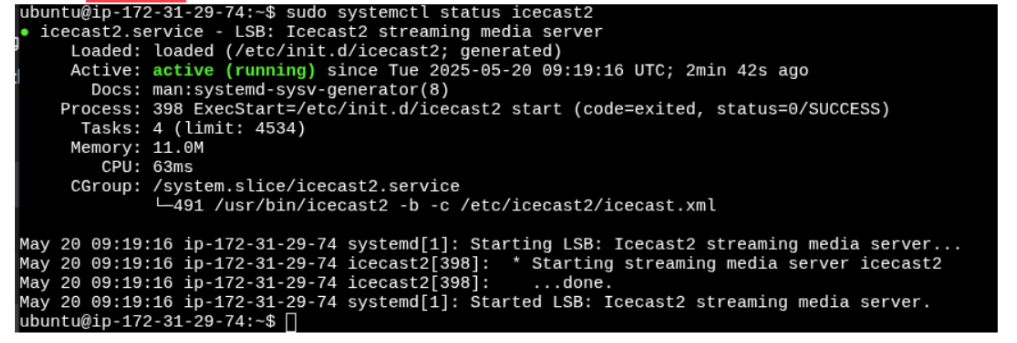 ubuntu@ip-172-31-29-74:~$ sudo systemctl status icecast2
● icecast2.service - LSB: Icecast2 streaming media server
     Loaded: loaded (/etc/init.d/icecast2; generated)
     Active: active (running) since Tue 2025-05-20 09:19:16 UTC; 2min 42s ago
       Docs: man:systemd-sysv-generator(8)
    Process: 398 ExecStart=/etc/init.d/icecast2 start (code=exited, status=0/SUCCESS)
      Tasks: 4 (limit: 4534)
     Memory: 11.0M
        CPU: 63ms
     CGroup: /system.slice/icecast2.service
             └─491 /usr/bin/icecast2 -b -c /etc/icecast2/icecast.xml

May 20 09:19:16 ip-172-31-29-74 systemd[1]: Starting LSB: Icecast2 streaming media server...
May 20 09:19:16 ip-172-31-29-74 icecast2[398]:  * Starting streaming media server icecast2
May 20 09:19:16 ip-172-31-29-74 icecast2[398]:    ...done.
May 20 09:19:16 ip-172-31-29-74 systemd[1]: Started LSB: Icecast2 streaming media server.
ubuntu@ip-172-31-29-74:~$